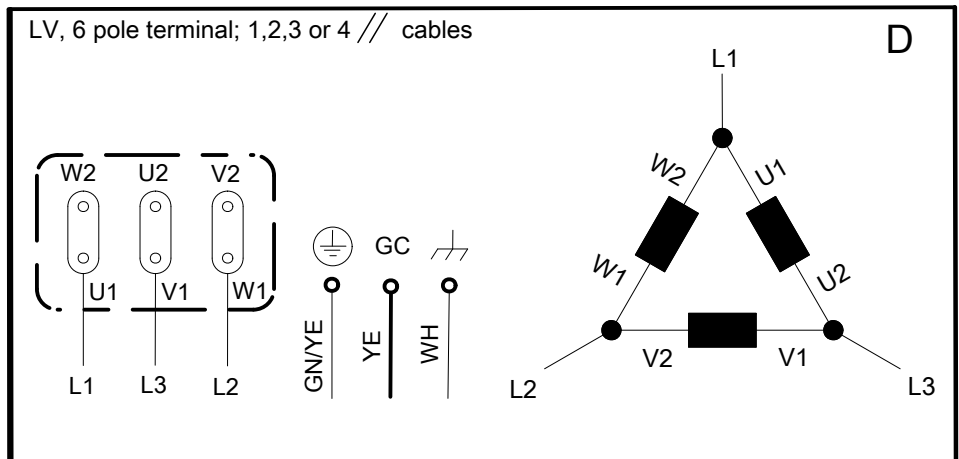 LV, 6 pole terminal; 1,2,3 or 4 // cables
D
W2 U2 V2
U1 V1 W1
L1 L3 L2
GC
GN/YE YE WH
L1
W2 U1
W1 U2
V2 V1
L2 L3